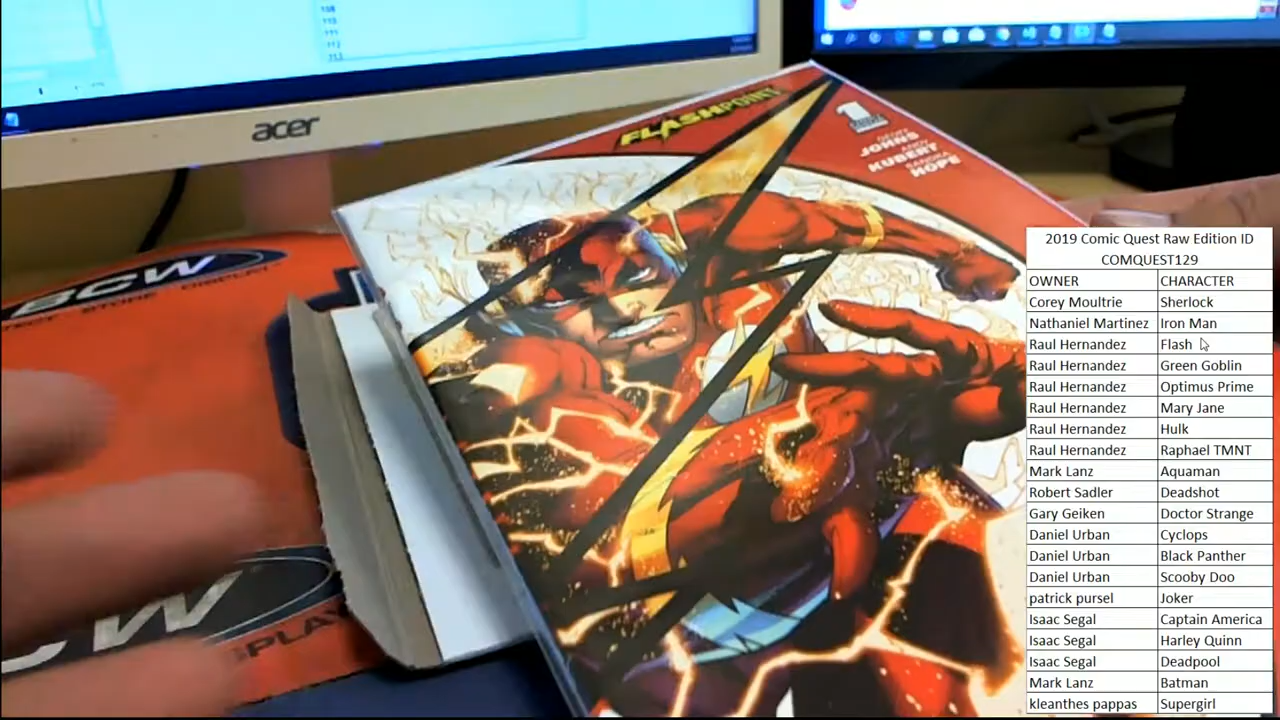 acer
FLASHPOINT
1
GEOFF
JOHNS
ANDY
KUBERT
SANDRA
HOPE
BCW
BCW
2019 Comic Quest Raw Edition ID
COMQUEST129
OWNER CHARACTER
Corey Moultrie Sherlock
Nathaniel Martinez Iron Man
Raul Hernandez Flash
Raul Hernandez Green Goblin
Raul Hernandez Optimus Prime
Raul Hernandez Mary Jane
Raul Hernandez Hulk
Raul Hernandez Raphael TMNT
Mark Lanz Aquaman
Robert Sadler Deadshot
Gary Geiken Doctor Strange
Daniel Urban Cyclops
Daniel Urban Black Panther
Daniel Urban Scooby Doo
patrick pursel Joker
Isaac Segal Captain America
Isaac Segal Harley Quinn
Isaac Segal Deadpool
Mark Lanz Batman
kleanthes pappas Supergirl